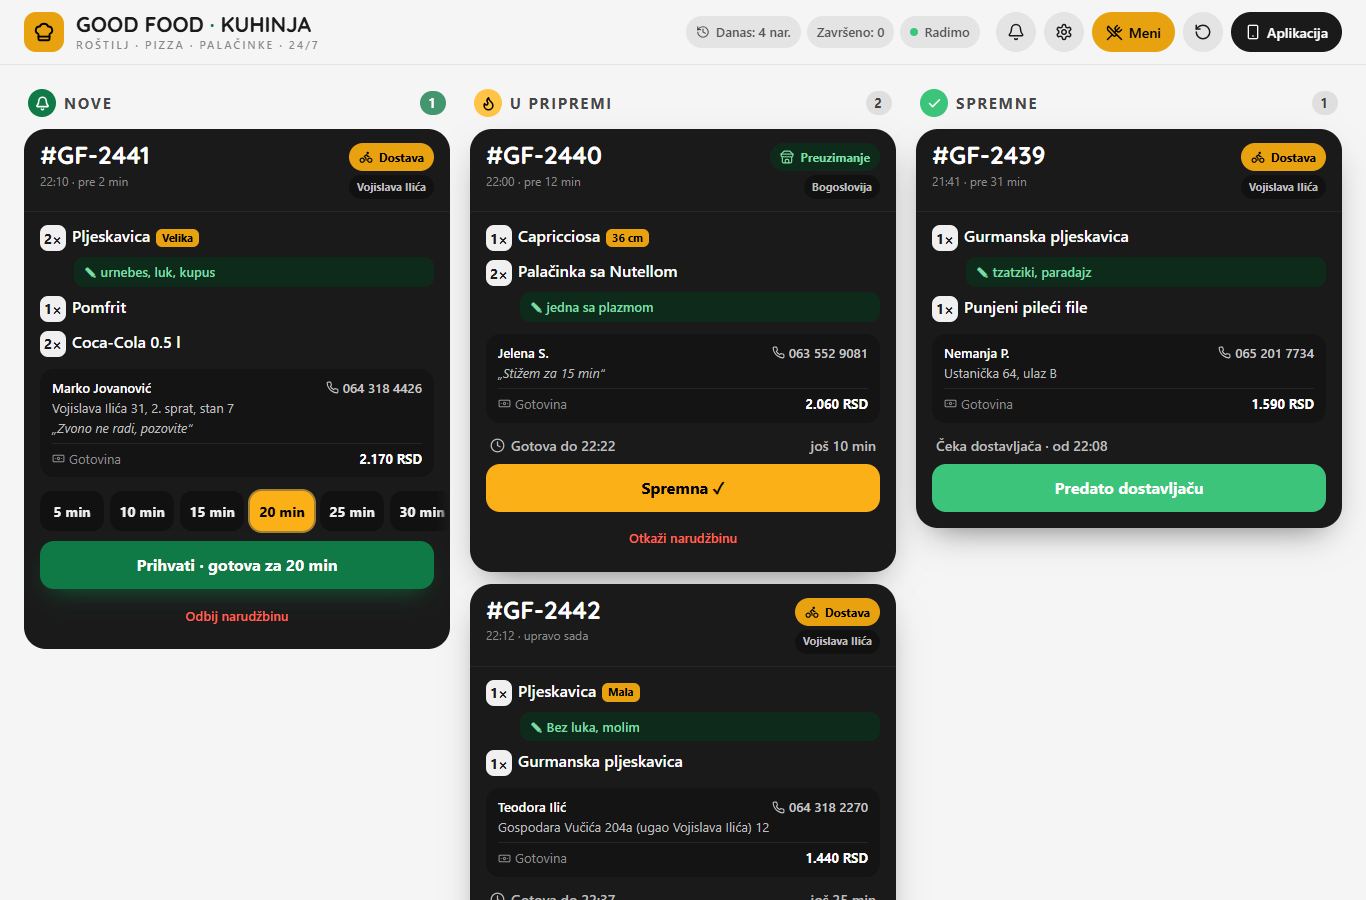 GOOD FOOD · KUHINJA
ROŠTILJ · PIZZA · PALAČINKE · 24/7
Danas: 4 nar.
Završeno: 0
Radimo
Meni
Aplikacija
NOVE
1
#GF-2441
Dostava
22:10 · pre 2 min
Vojislava Ilića
2× Pljeskavica Velika
urnebes, luk, kupus
1× Pomfrit
2× Coca-Cola 0.5 l
Marko Jovanović
064 318 4426
Vojislava Ilića 31, 2. sprat, stan 7
„Zvono ne radi, pozovite“
Gotovina
2.170 RSD
5 min
10 min
15 min
20 min
25 min
30 min
Prihvati · gotova za 20 min
Odbij narudžbinu
U PRIPREMI
2
#GF-2440
Preuzimanje
22:00 · pre 12 min
Bogoslovija
1× Capricciosa 36 cm
2× Palačinka sa Nutellom
jedna sa plazmom
Jelena S.
063 552 9081
„Stižem za 15 min“
Gotovina
2.060 RSD
Gotova do 22:22
još 10 min
Spremna ✓
Otkaži narudžbinu
#GF-2442
Dostava
22:12 · upravo sada
Vojislava Ilića
1× Pljeskavica Mala
Bez luka, molim
1× Gurmanska pljeskavica
Teodora Ilić
064 318 2270
Gospodara Vučića 204a (ugao Vojislava Ilića) 12
Gotovina
1.440 RSD
Gotova do 22:37
još 25 min
SPREMNE
1
#GF-2439
Dostava
21:41 · pre 31 min
Vojislava Ilića
1× Gurmanska pljeskavica
tzatziki, paradajz
1× Punjeni pileći file
Nemanja P.
065 201 7734
Ustanička 64, ulaz B
Gotovina
1.590 RSD
Čeka dostavljača · od 22:08
Predato dostavljaču